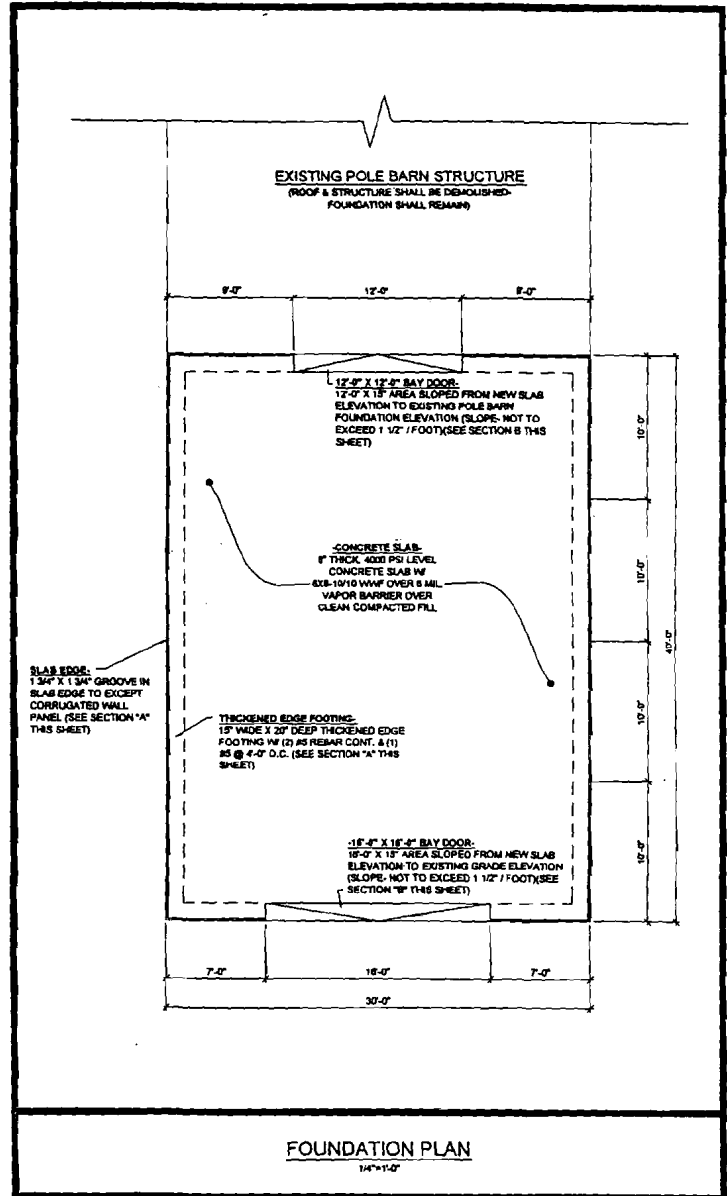 EXISTING POLE BARN STRUCTURE
(ROOF & STRUCTURE SHALL BE DEMOLISHED-
FOUNDATION SHALL REMAIN)
9'-0" 12'-0" 9'-0"
12'-0" X 12'-0" BAY DOOR-
12'-0" X 15" AREA SLOPED FROM NEW SLAB
ELEVATION TO EXISTING POLE BARN
FOUNDATION ELEVATION (SLOPE- NOT TO
EXCEED 1 1/2" / FOOT)(SEE SECTION B THIS
SHEET)
10'-0"
10'-0"
40'-0"
10'-0"
10'-0"
-CONCRETE SLAB-
THICK, 4000 PSI LEVEL
CONCRETE SLAB W/
WWF OVER 6 MIL
VAPOR BARRIER OVER
CLEAN COMPACTED FILL
SLAB EDGE-
1 3/4" X 1 3/4" GROOVE IN
SLAB EDGE TO EXCEPT
CORRUGATED WALL
PANEL (SEE SECTION "A"
THIS SHEET)
THICKENED EDGE FOOTING-
15" WIDE X 20" DEEP THICKENED EDGE
FOOTING W/ (2) #5 REBAR CONT. & (1)
#5 @ 4'-0" O.C. (SEE SECTION "A" THIS
SHEET)
-16'-0" X 16'-0" BAY DOOR-
16'-0" X 15" AREA SLOPED FROM NEW SLAB
ELEVATION TO EXISTING GRADE ELEVATION
(SLOPE- NOT TO EXCEED 1 1/2" / FOOT)(SEE
SECTION "B" THIS SHEET)
7'-0" 16'-0" 7'-0"
30'-0"
FOUNDATION PLAN
1/4"=1'-0"